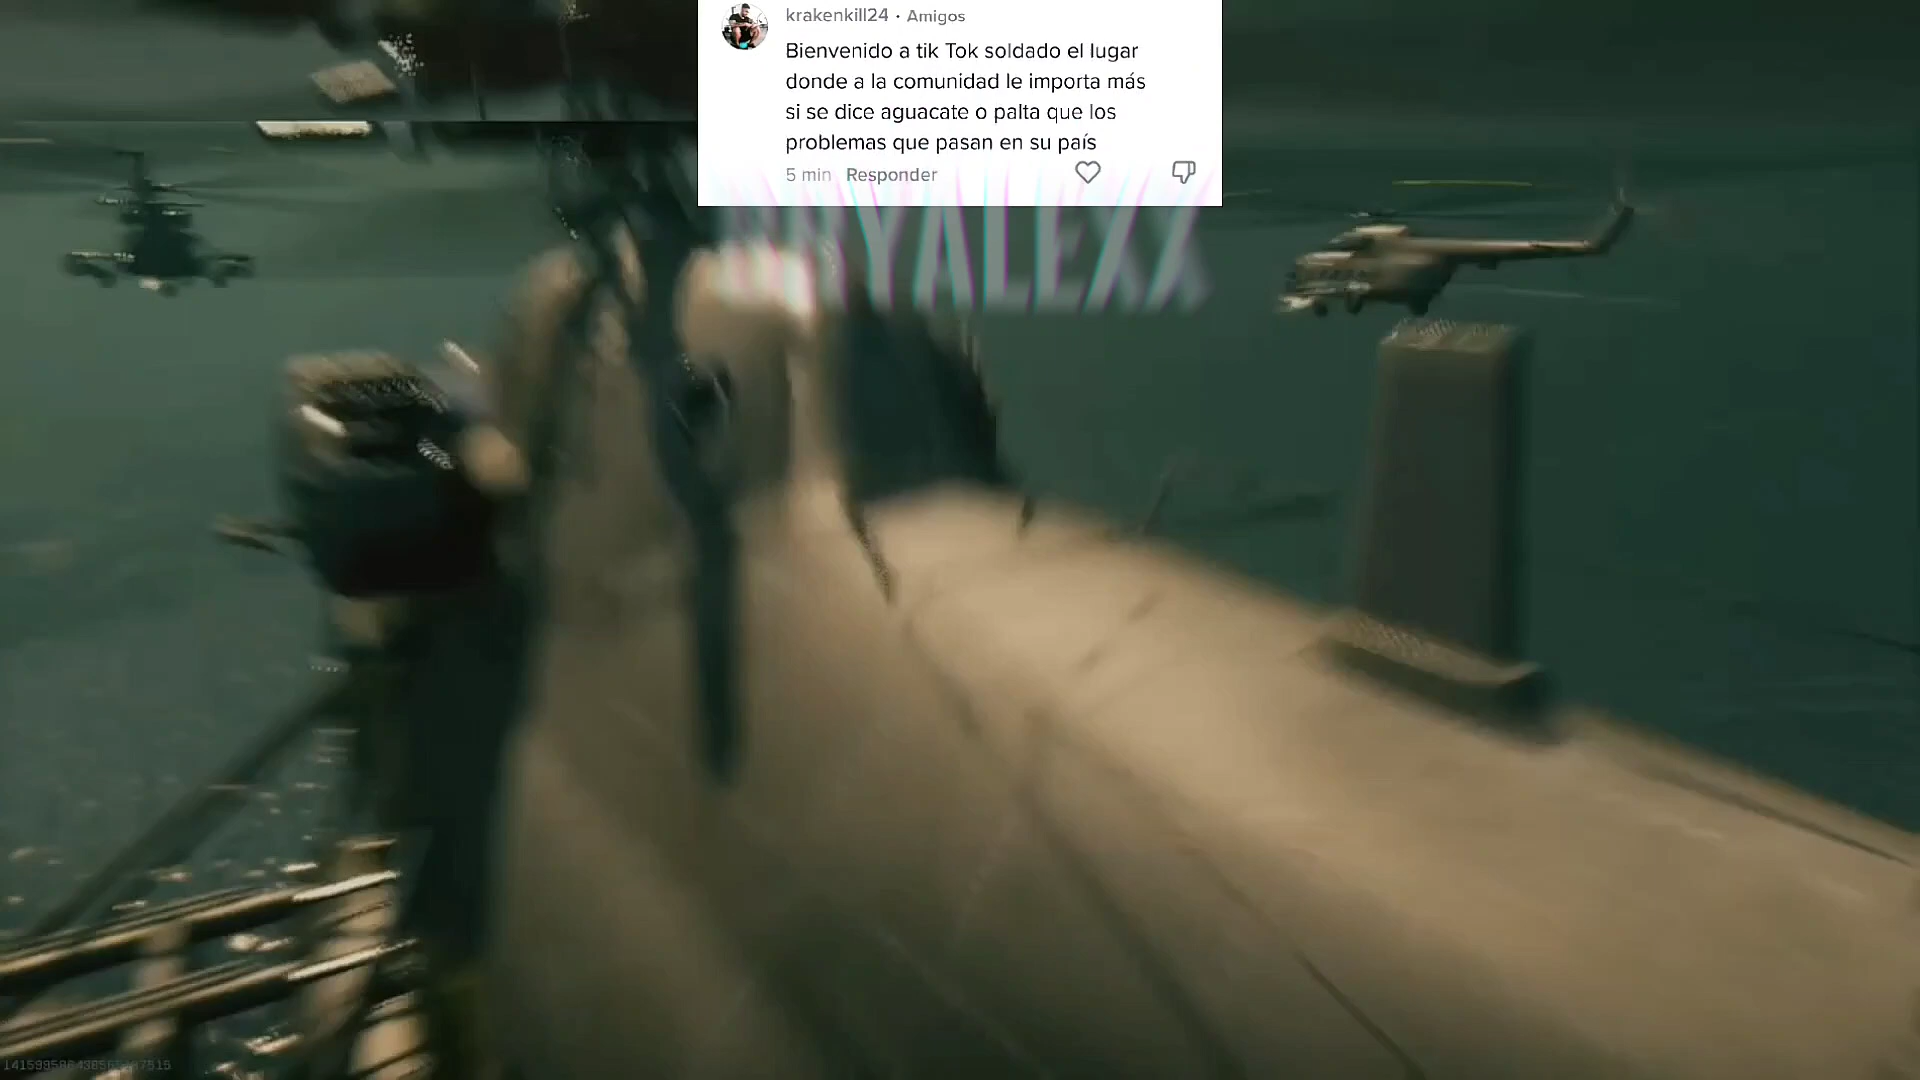 krakenkill24 · Amigos
Bienvenido a tik Tok soldado el lugar
donde a la comunidad le importa más
si se dice aguacate o palta que los
problemas que pasan en su país
5 min Responder